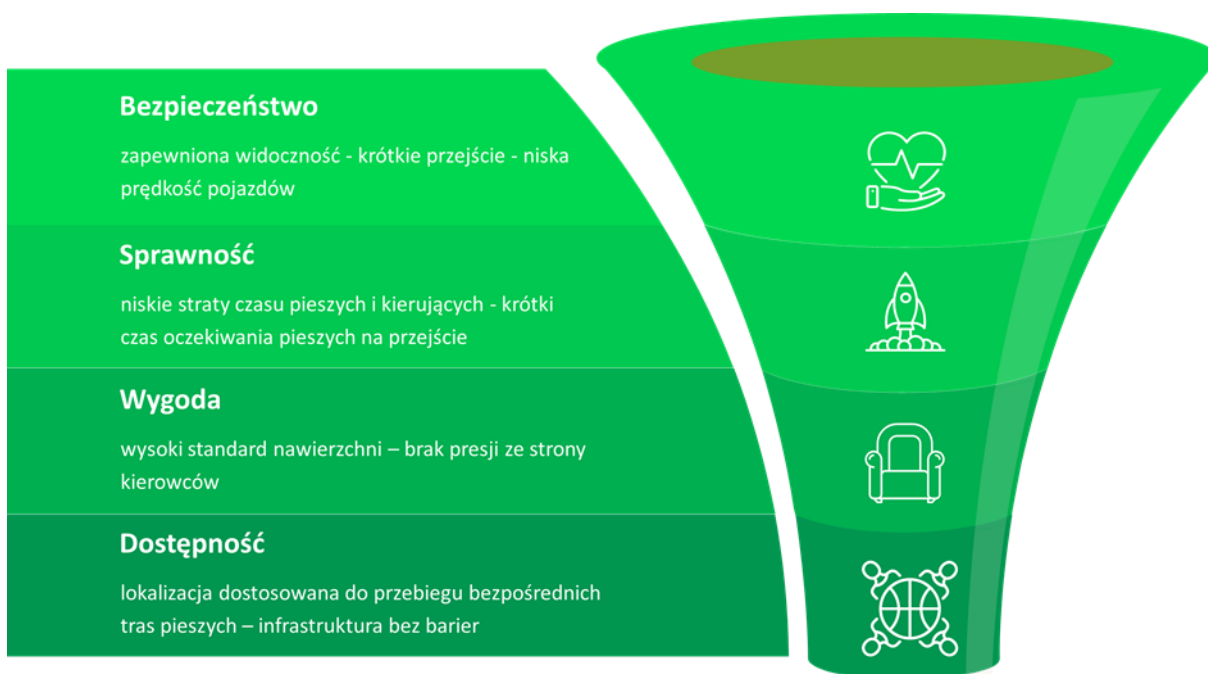 Bezpieczeństwo
zapewniona widoczność - krótkie przejście - niska
prędkość pojazdów
Sprawność
niskie straty czasu pieszych i kierujących - krótki
czas oczekiwania pieszych na przejście
Wygoda
wysoki standard nawierzchni – brak presji ze strony
kierowców
Dostępność
lokalizacja dostosowana do przebiegu bezpośrednich
tras pieszych – infrastruktura bez barier